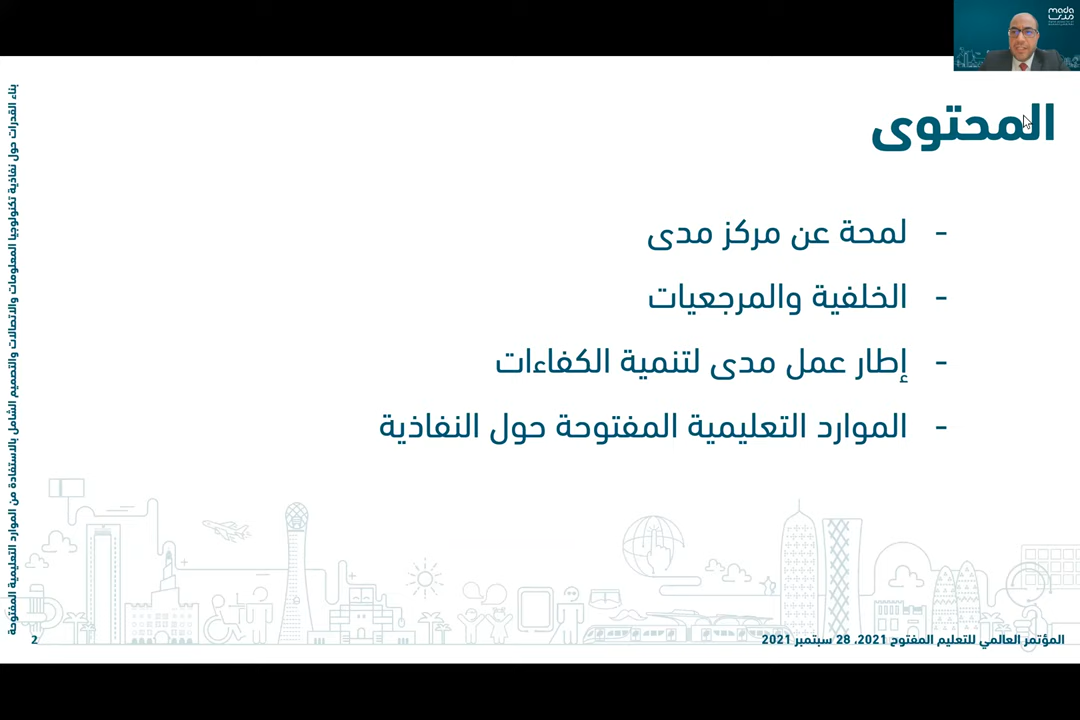 mada
مدى
المحتوى
- لمحة عن مركز مدى
- الخلفية والمرجعيات
- إطار عمل مدى لتنمية الكفاءات
- الموارد التعليمية المفتوحة حول النفاذية
بناء القدرات حول نفاذية تكنولوجيا المعلومات والاتصالات والتصميم الشامل بالاستفادة من الموارد التعليمية المفتوحة
المؤتمر العالمي للتعليم المفتوح 2021، 28 سبتمبر 2021
2